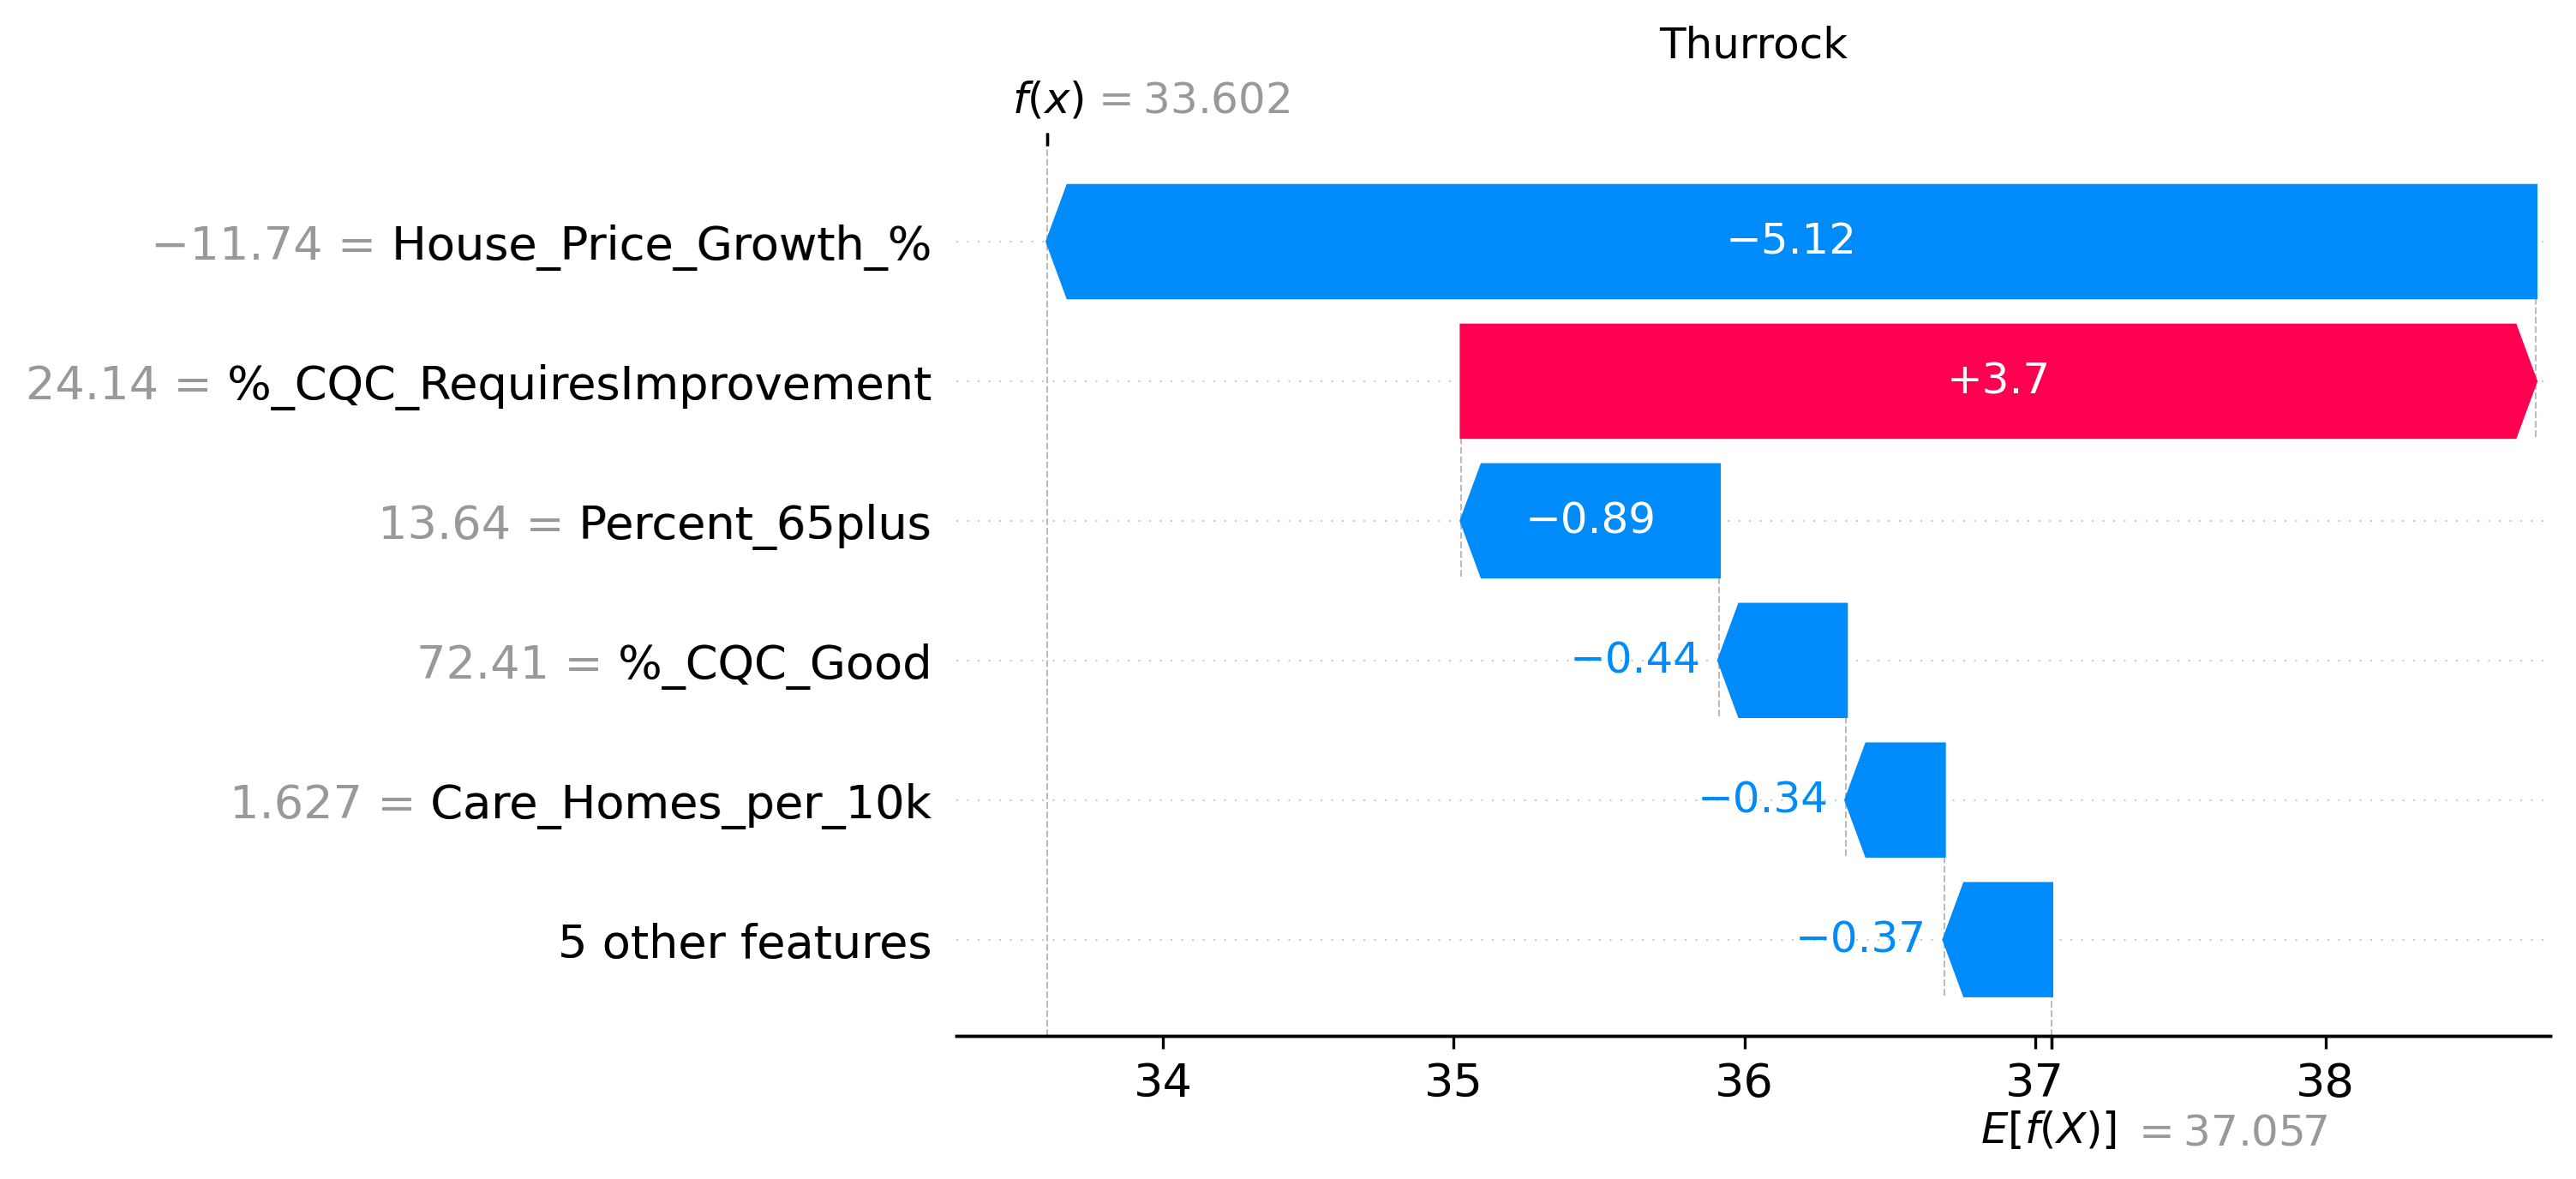 Thurrock
f(x) = 33.602
−11.74 = House_Price_Growth_%
−5.12
24.14 = %_CQC_RequiresImprovement
+3.7
13.64 = Percent_65plus
−0.89
72.41 = %_CQC_Good
−0.44
1.627 = Care_Homes_per_10k
−0.34
5 other features
−0.37
34 35 36 37 38
E[f(X)] = 37.057